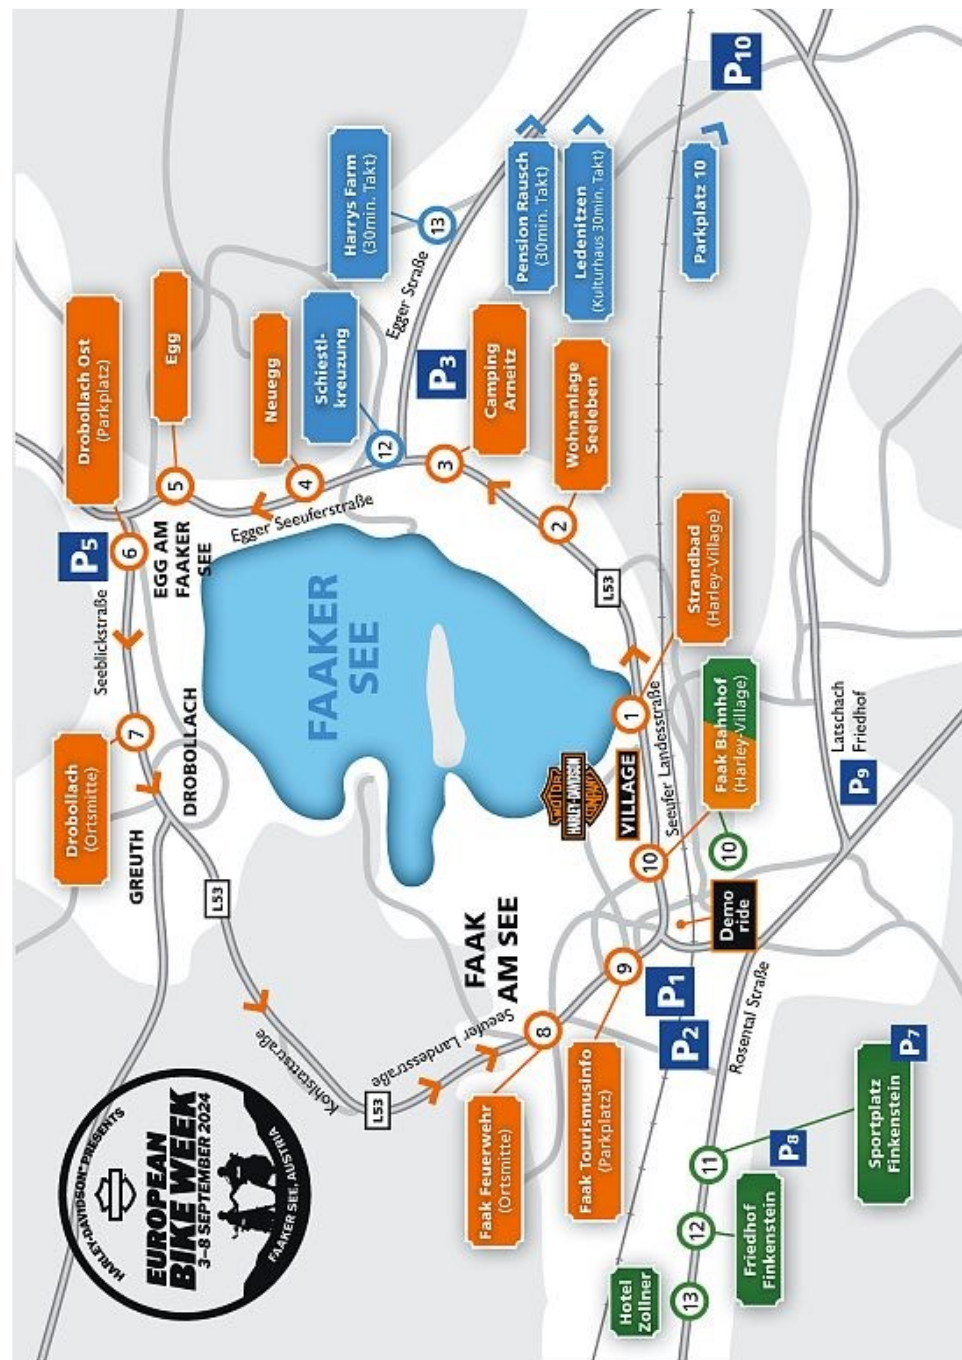 HARLEY-DAVIDSON® PRESENTS
EUROPEAN
BIKE WEEK
3–8 SEPTEMBER 2024
FAAKER SEE, AUSTRIA
GREUTH
Drobollach
(Ortsmitte)
7
DROBOLLACH
Seeblickstraße
P5
6
Drobollach Ost
(Parkplatz)
EGG AM
FAAKER
SEE
5
Egg
Egger Seeuferstraße
4
Neuegg
12
Schiestl-
kreuzung
Harrys Farm
(30min. Takt)
13
Egger Straße
P3
3
Camping
Arneitz
Pension Rausch
(30min. Takt)
Ledenitzen
(Kulturhaus 30min. Takt)
Parkplatz 10
P10
2
Wohnanlage
Seeleben
L53
FAAKER
SEE
L53
Kohlstattstraße
L53
Seeufer Landesstraße
FAAK
AM SEE
MOTOR
HARLEY-DAVIDSON
COMPANY
VILLAGE
1
Strandbad
(Harley-Village)
Seeufer Landesstraße
10
Faak Bahnhof
(Harley-Village)
10
8
Faak Feuerwehr
(Ortsmitte)
9
Faak Tourismusinfo
(Parkplatz)
P1
P2
Demo
ride
Rosental Straße
Latschach
Friedhof
P9
Hotel
Zollner
13
12
Friedhof
Finkenstein
P8
11
Sportplatz
Finkenstein
P7